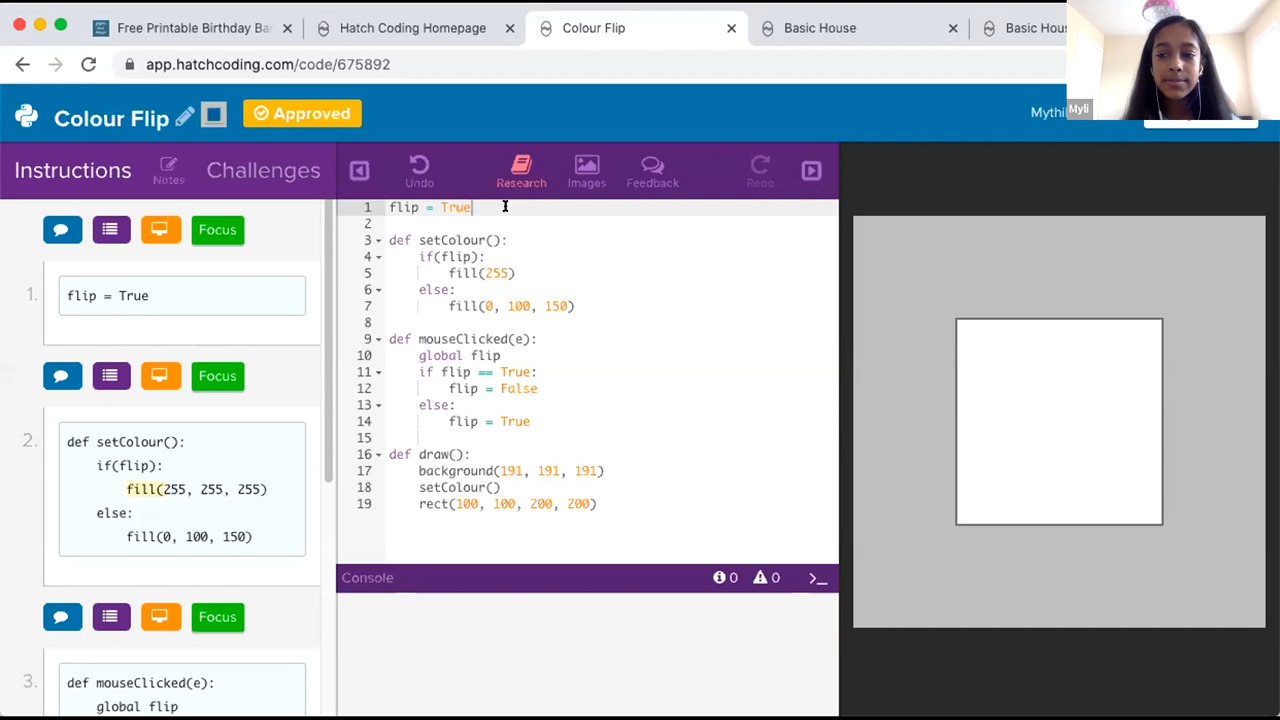 Free Printable Birthday Ba
Hatch Coding Homepage
Colour Flip
Basic House
Basic Hou
app.hatchcoding.com/code/675892
Myli
Colour Flip
Approved
Mythi
Instructions
Notes
Challenges
Undo
Research
Images
Feedback
Redo
Focus
1.
flip = True
Focus
2.
def setColour():
if(flip):
fill(255, 255, 255)
else:
fill(0, 100, 150)
Focus
3.
def mouseClicked(e):
global flip
1 flip = True
2
3 def setColour():
4 if(flip):
5 fill(255)
6 else:
7 fill(0, 100, 150)
8
9 def mouseClicked(e):
10 global flip
11 if flip == True:
12 flip = False
13 else:
14 flip = True
15
16 def draw():
17 background(191, 191, 191)
18 setColour()
19 rect(100, 100, 200, 200)
Console
0
0